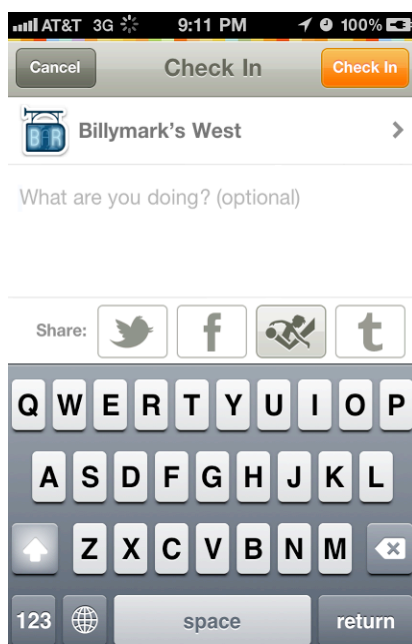 AT&T 3G 9:11 PM 100%
Cancel Check In Check In
BAR Billymark's West
What are you doing? (optional)
Share: f t
Q W E R T Y U I O P
A S D F G H J K L
Z X C V B N M
123 space return